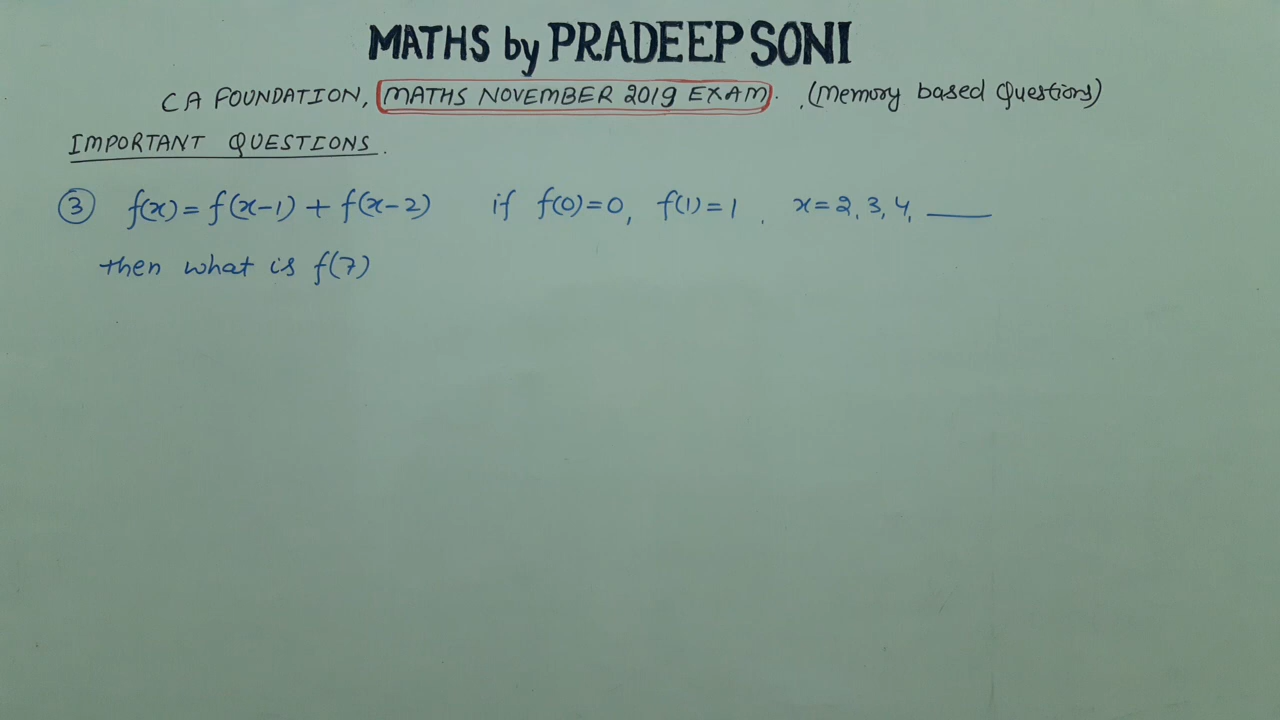 MATHS by PRADEEP SONI
CA FOUNDATION, MATHS NOVEMBER 2019 EXAM. (Memory based Questions)
IMPORTANT QUESTIONS.
③ f(x) = f(x-1) + f(x-2) if f(0)=0, f(1)=1, x=2, 3, 4, ___
then what is f(7)